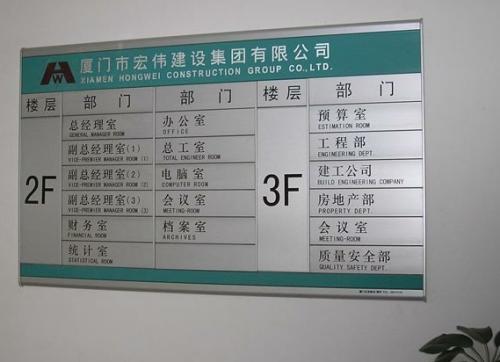 HW
厦门市宏伟建设集团有限公司
XIAMEN HONGWEI CONSTRUCTION GROUP CO.,LTD.
楼层 部门 部门 楼层 部门
2F
总经理室
GENERAL MANAGER ROOM
副总经理室(1)
VICE-PREMIER MANAGER ROOM (1)
副总经理室(2)
VICE-PREMIER MANAGER ROOM (2)
副总经理室(3)
VICE-PREMIER MANAGER ROOM (3)
财务室
FINANCIAL ROOM
统计室
STATISTICAL ROOM
办公室
OFFICE
总工室
TOTAL ENGINEER ROOM
电脑室
COMPUTER ROOM
会议室
MEETING-ROOM
档案室
ARCHIVES
3F
预算室
ESTIMATION ROOM
工程部
ENGINEERING DEPT.
建工公司
BUILD ENGINEERING COMPANY
房地产部
PROPERTY DEPT.
会议室
MEETING-ROOM
质量安全部
QUALITY SAFETY DEPT.